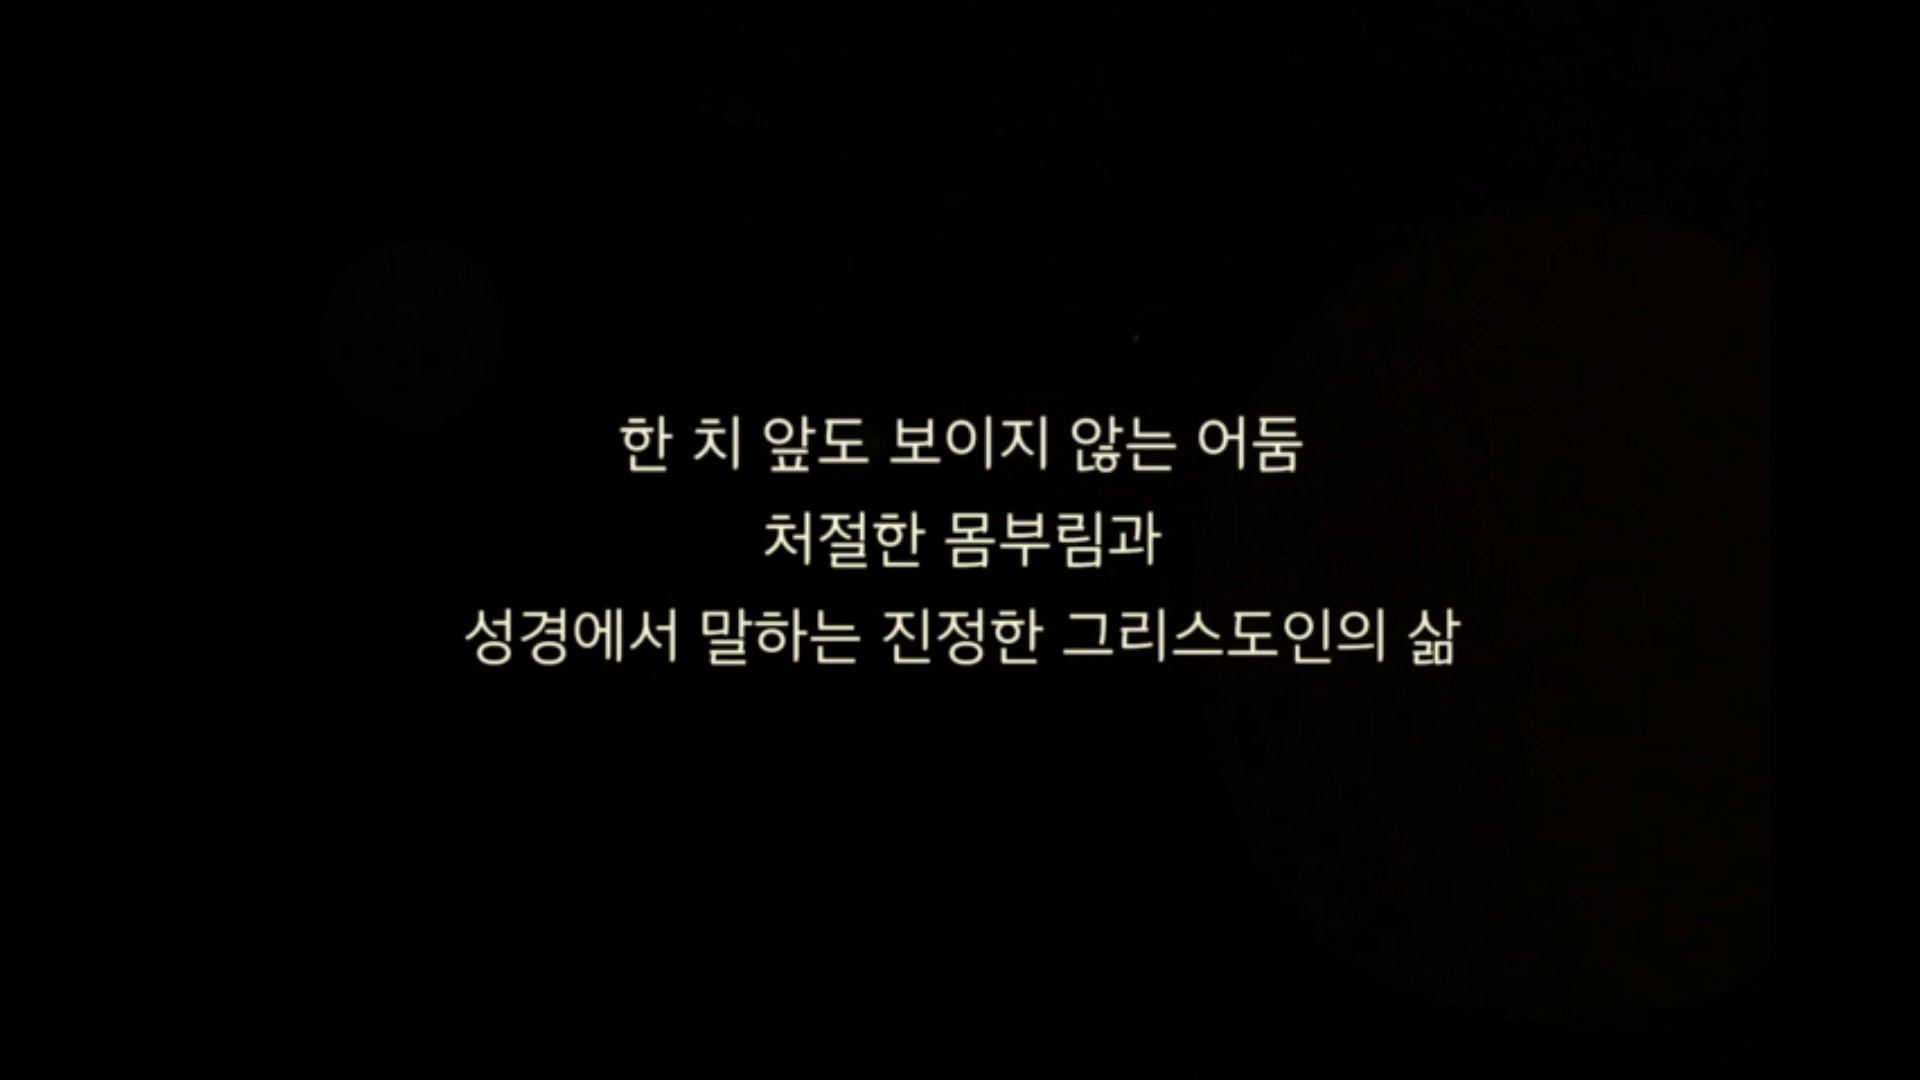 한 치 앞도 보이지 않는 어둠
처절한 몸부림과
성경에서 말하는 진정한 그리스도인의 삶